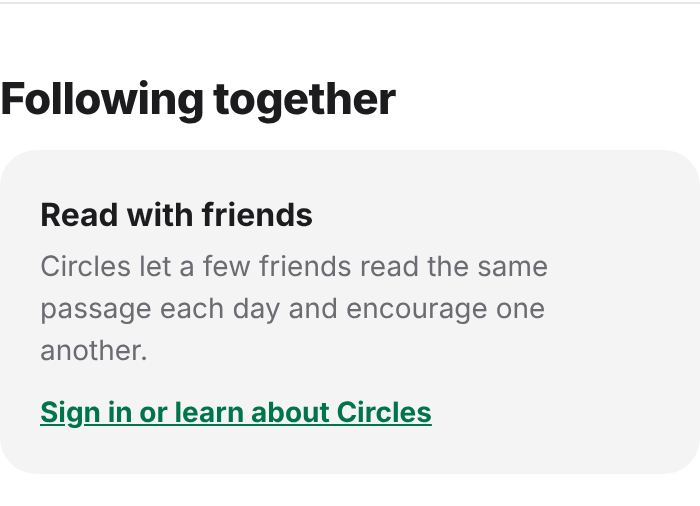 Following together
Read with friends
Circles let a few friends read the same
passage each day and encourage one
another.
Sign in or learn about Circles